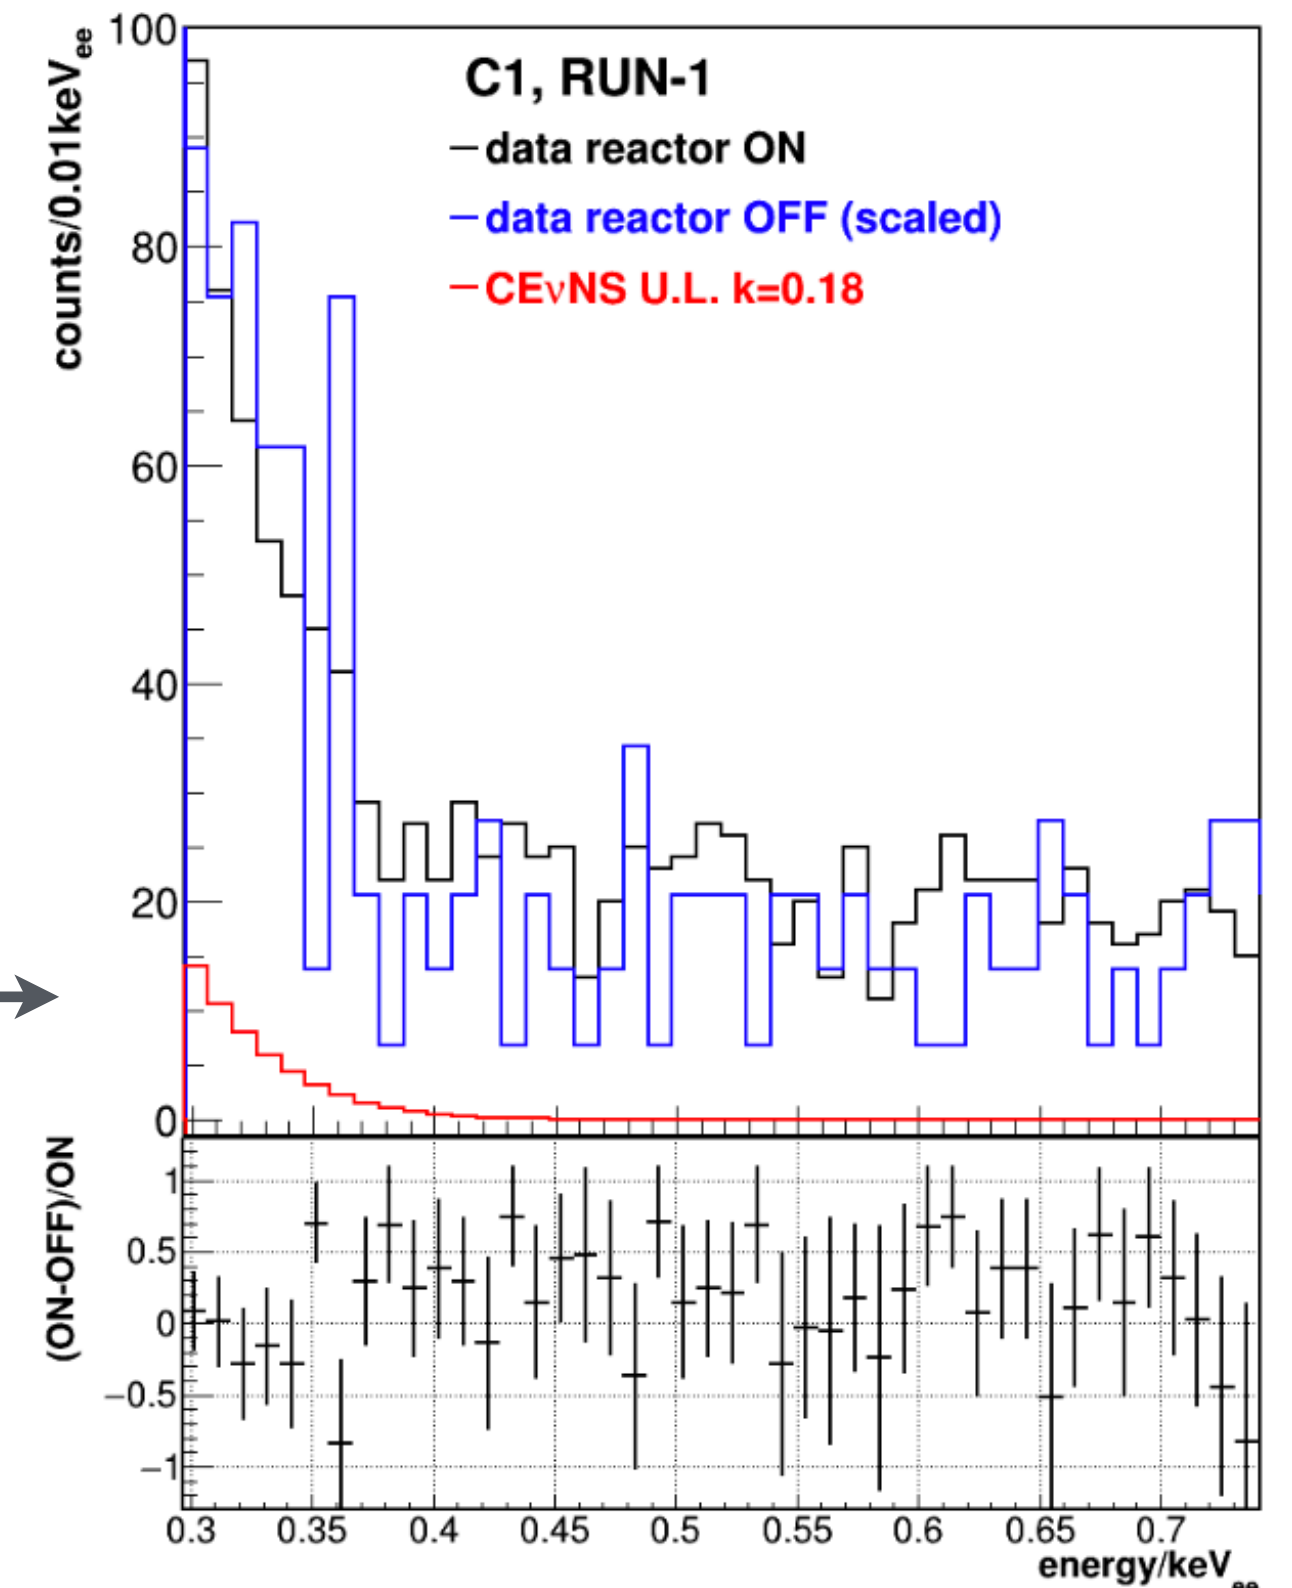 100
counts/0.01keVee
C1, RUN-1
data reactor ON
data reactor OFF (scaled)
CEνNS U.L. k=0.18
80
60
40
20
0
(ON-OFF)/ON
1
0.5
0
−0.5
−1
0.3 0.35 0.4 0.45 0.5 0.55 0.6 0.65 0.7
energy/keVee